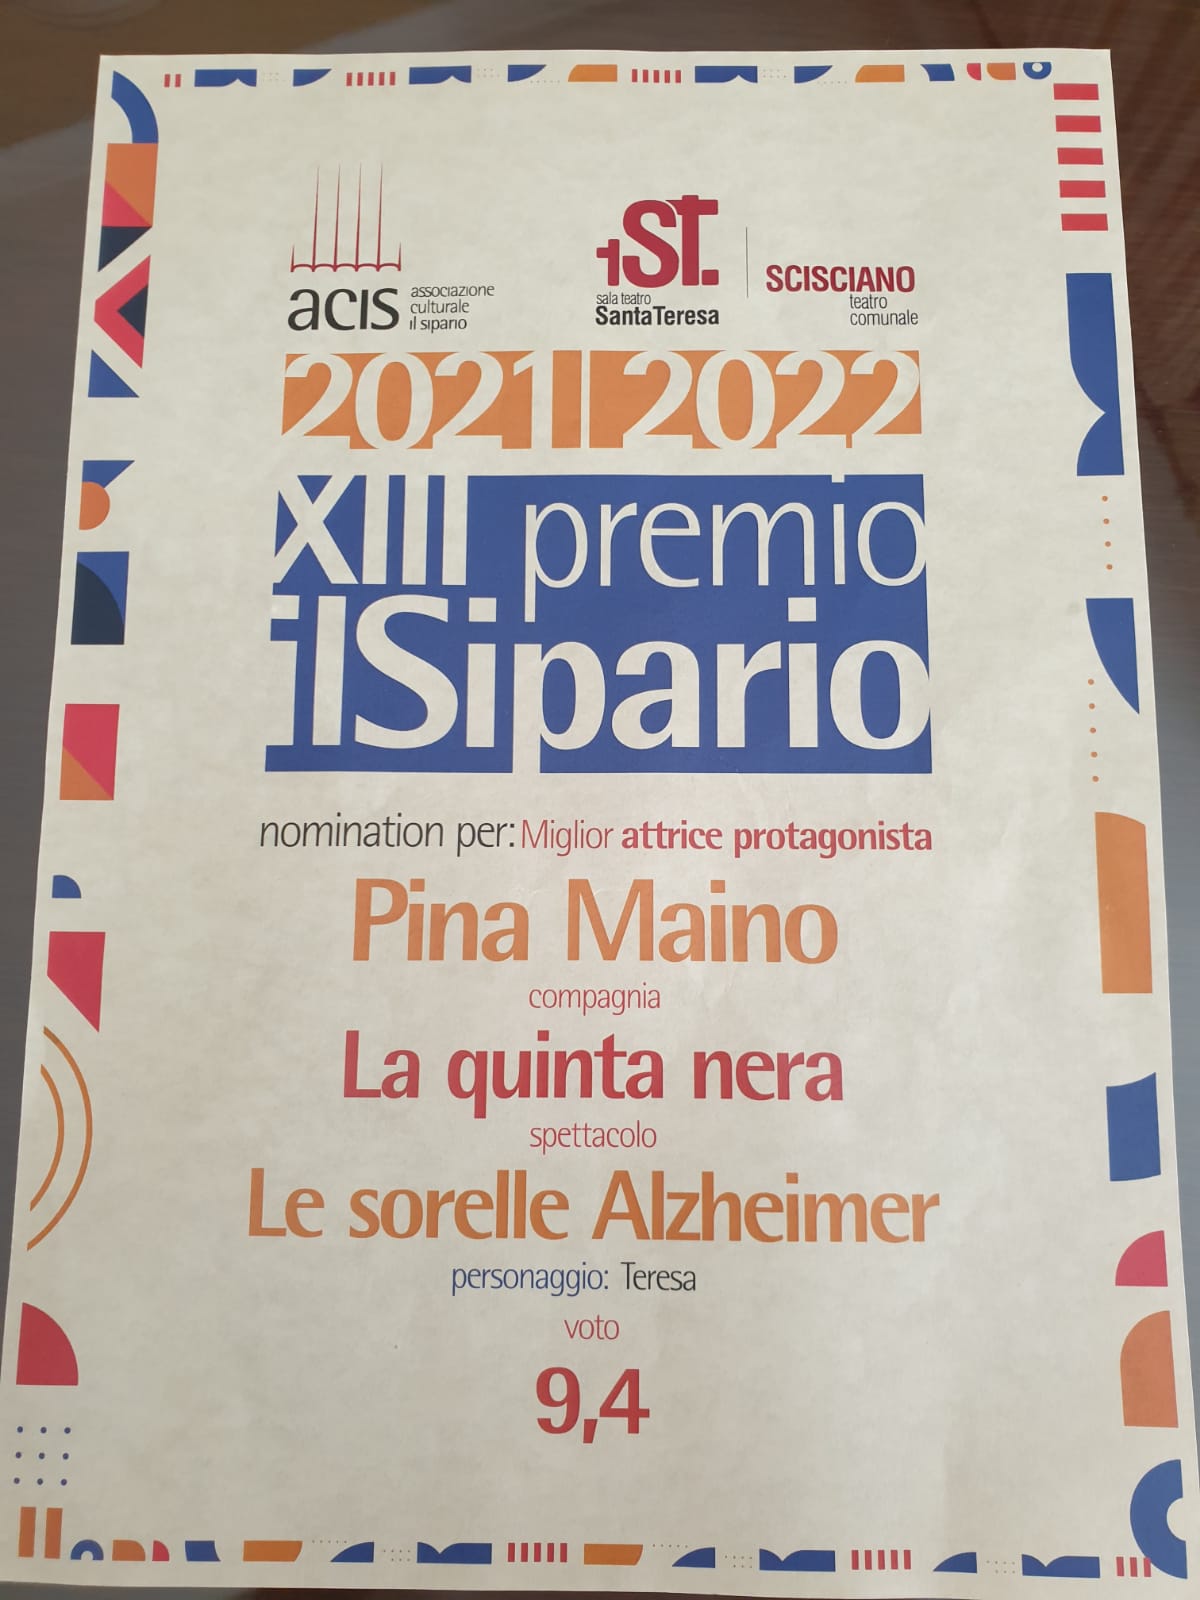 acis associazione
culturale
il sipario
tST.
sala teatro
SantaTeresa
SCISCIANO
teatro
comunale
2021|2022
XIII premio
ilSipario
nomination per: Miglior attrice protagonista
Pina Maino
compagnia
La quinta nera
spettacolo
Le sorelle Alzheimer
personaggio: Teresa
voto
9,4